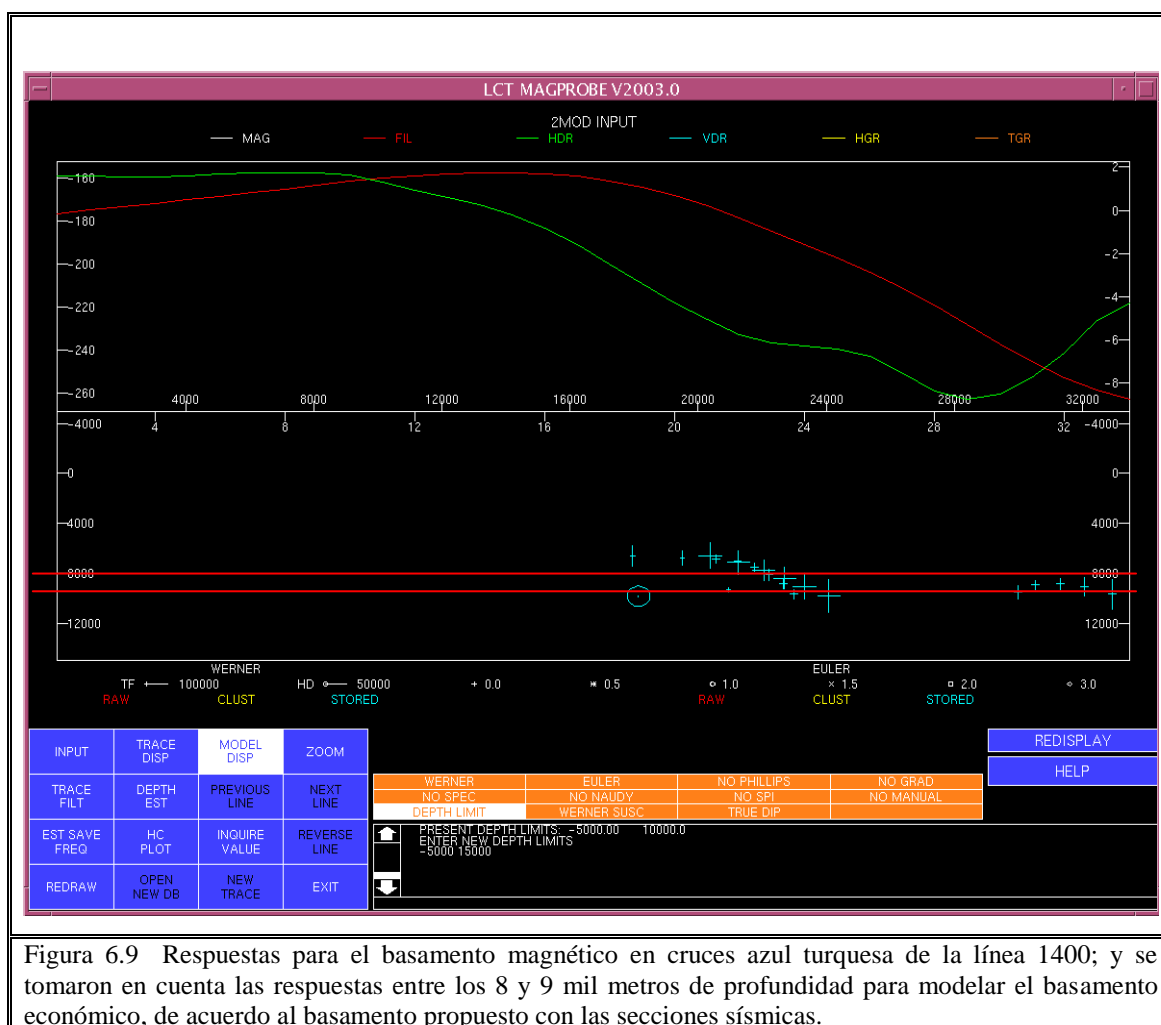 LCT MAGPROBE V2003.0
2MOD INPUT
MAG FIL HDR VDR HGR TGR
-160 2
-180 0
-200 -2
-220 -4
-240 -6
-260 -8
4000 8000 12000 16000 20000 24000 28000 32000
-4000 4 8 12 16 20 24 28 32 -4000
0 0
4000 4000
8000 8000
12000 12000
WERNER EULER
TF 100000 HD 50000 + 0.0 ж 0.5 o 1.0 × 1.5 □ 2.0 ◇ 3.0
RAW CLUST STORED RAW CLUST STORED
INPUT TRACE DISP MODEL DISP ZOOM
TRACE FILT DEPTH EST PREVIOUS LINE NEXT LINE
EST SAVE FREQ HC PLOT INQUIRE VALUE REVERSE LINE
REDRAW OPEN NEW DB NEW TRACE EXIT
WERNER EULER NO PHILLIPS NO GRAD
NO SPEC NO NAUDY NO SPI NO MANUAL
DEPTH LIMIT WERNER SUSC TRUE DIP
PRESENT DEPTH LIMITS: -5000.00 10000.0
ENTER NEW DEPTH LIMITS
-5000 15000
REDISPLAY
HELP
Figura 6.9 Respuestas para el basamento magnético en cruces azul turquesa de la línea 1400; y se
tomaron en cuenta las respuestas entre los 8 y 9 mil metros de profundidad para modelar el basamento
económico, de acuerdo al basamento propuesto con las secciones sísmicas.